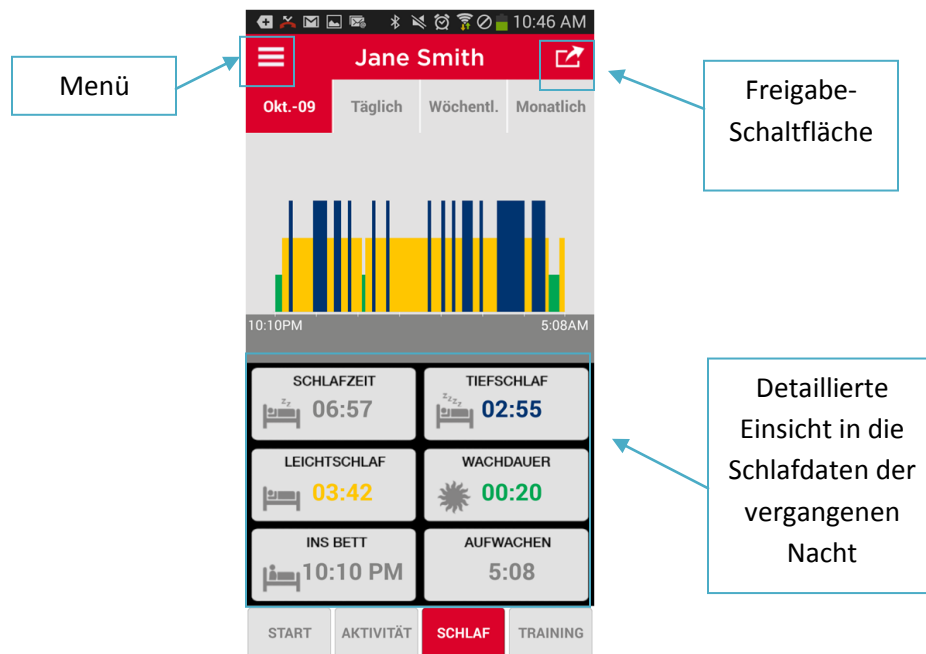 10:46 AM
Menü
Jane Smith
Freigabe-
Schaltfläche
Okt.-09
Täglich
Wöchentl.
Monatlich
10:10PM
5:08AM
SCHLAFZEIT
06:57
TIEFSCHLAF
02:55
LEICHTSCHLAF
03:42
WACHDAUER
00:20
INS BETT
10:10 PM
AUFWACHEN
5:08
Detaillierte
Einsicht in die
Schlafdaten der
vergangenen
Nacht
START
AKTIVITÄT
SCHLAF
TRAINING